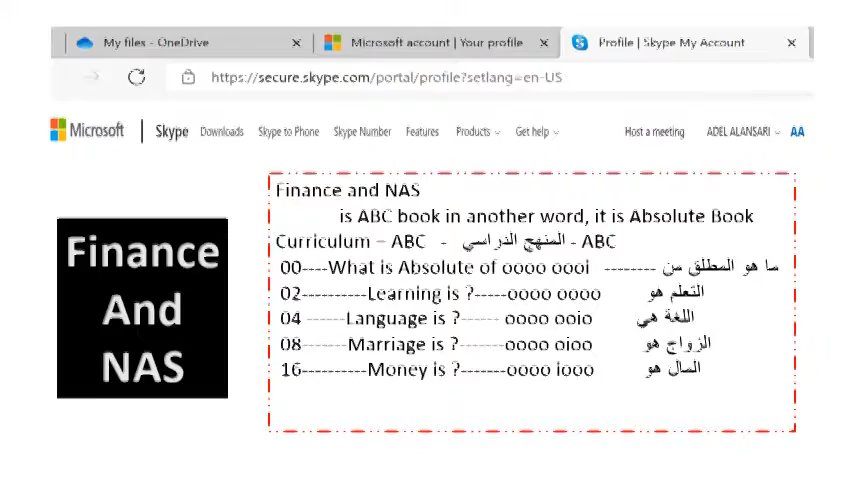 My files - OneDrive
Microsoft account | Your profile
Profile | Skype My Account
https://secure.skype.com/portal/profile?setlang=en-US
Microsoft | Skype Downloads Skype to Phone Skype Number Features Products Get help Host a meeting ADEL ALANSARI AA
Finance
And
NAS
Finance and NAS
is ABC book in another word, it is Absolute Book
Curriculum – ABC - المنهج الدراسي - ABC
00----What is Absolute of oooo oooi -------- ما هو المطلق من
02----------Learning is ?-----oooo oooo التعلم هو
04 ------Language is ?------ oooo ooio اللغة هي
08-------Marriage is ?-------oooo oioo الزواج هو
16----------Money is ?-------oooo iooo المال هو